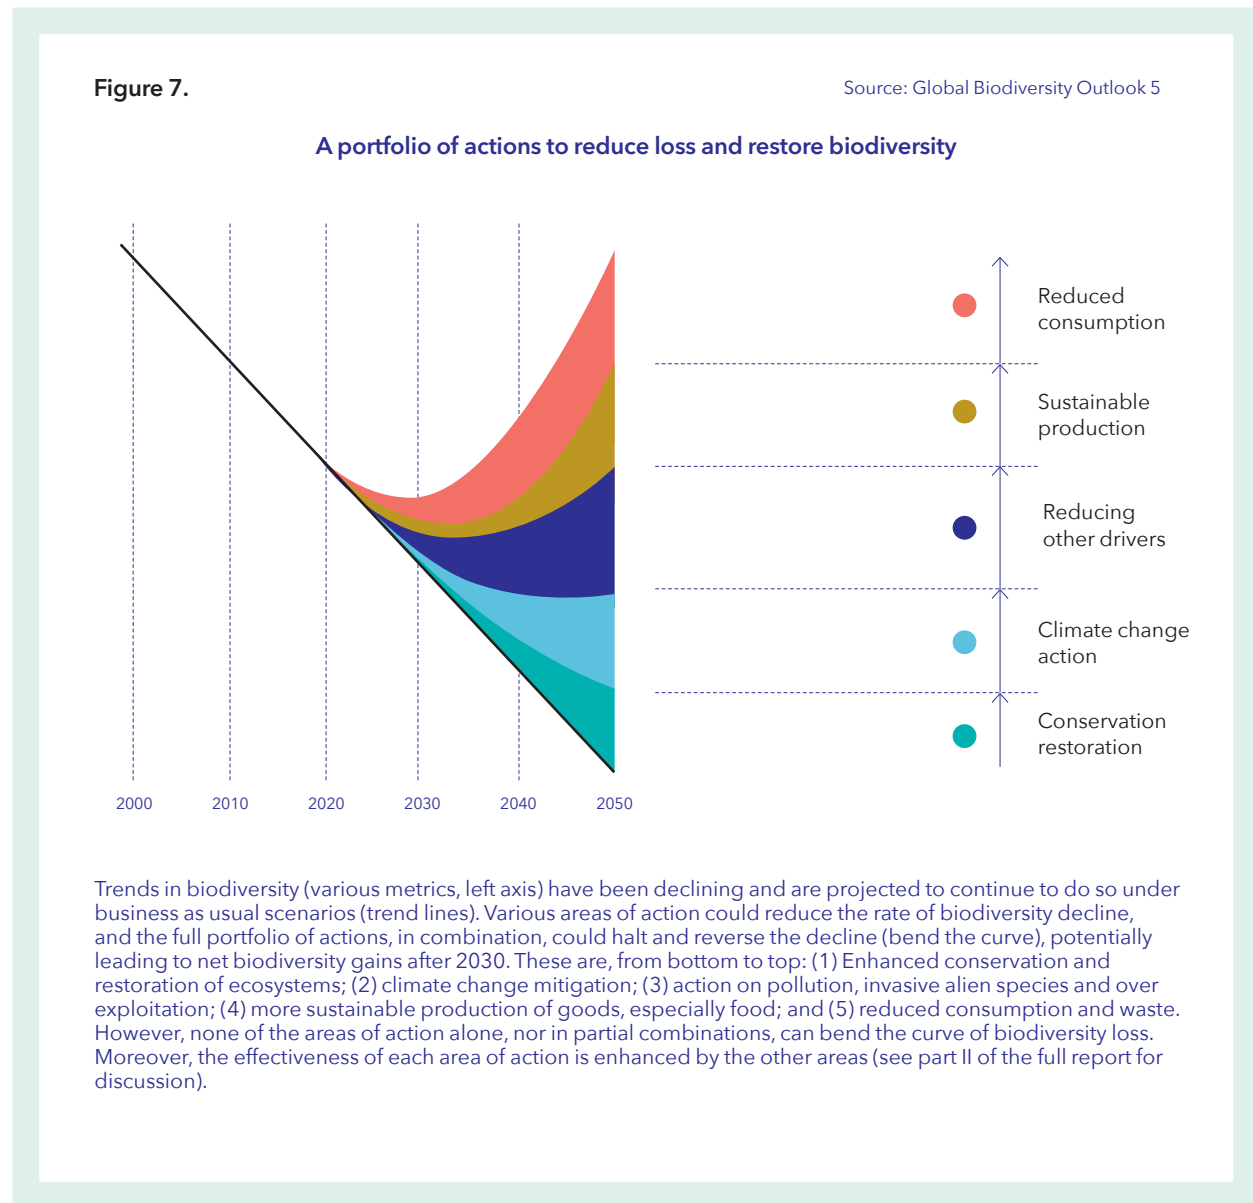 Figure 7.
Source: Global Biodiversity Outlook 5
A portfolio of actions to reduce loss and restore biodiversity
Reduced
consumption
Sustainable
production
Reducing
other drivers
Climate change
action
Conservation
restoration
2000 2010 2020 2030 2040 2050
Trends in biodiversity (various metrics, left axis) have been declining and are projected to continue to do so under
business as usual scenarios (trend lines). Various areas of action could reduce the rate of biodiversity decline,
and the full portfolio of actions, in combination, could halt and reverse the decline (bend the curve), potentially
leading to net biodiversity gains after 2030. These are, from bottom to top: (1) Enhanced conservation and
restoration of ecosystems; (2) climate change mitigation; (3) action on pollution, invasive alien species and over
exploitation; (4) more sustainable production of goods, especially food; and (5) reduced consumption and waste.
However, none of the areas of action alone, nor in partial combinations, can bend the curve of biodiversity loss.
Moreover, the effectiveness of each area of action is enhanced by the other areas (see part II of the full report for
discussion).